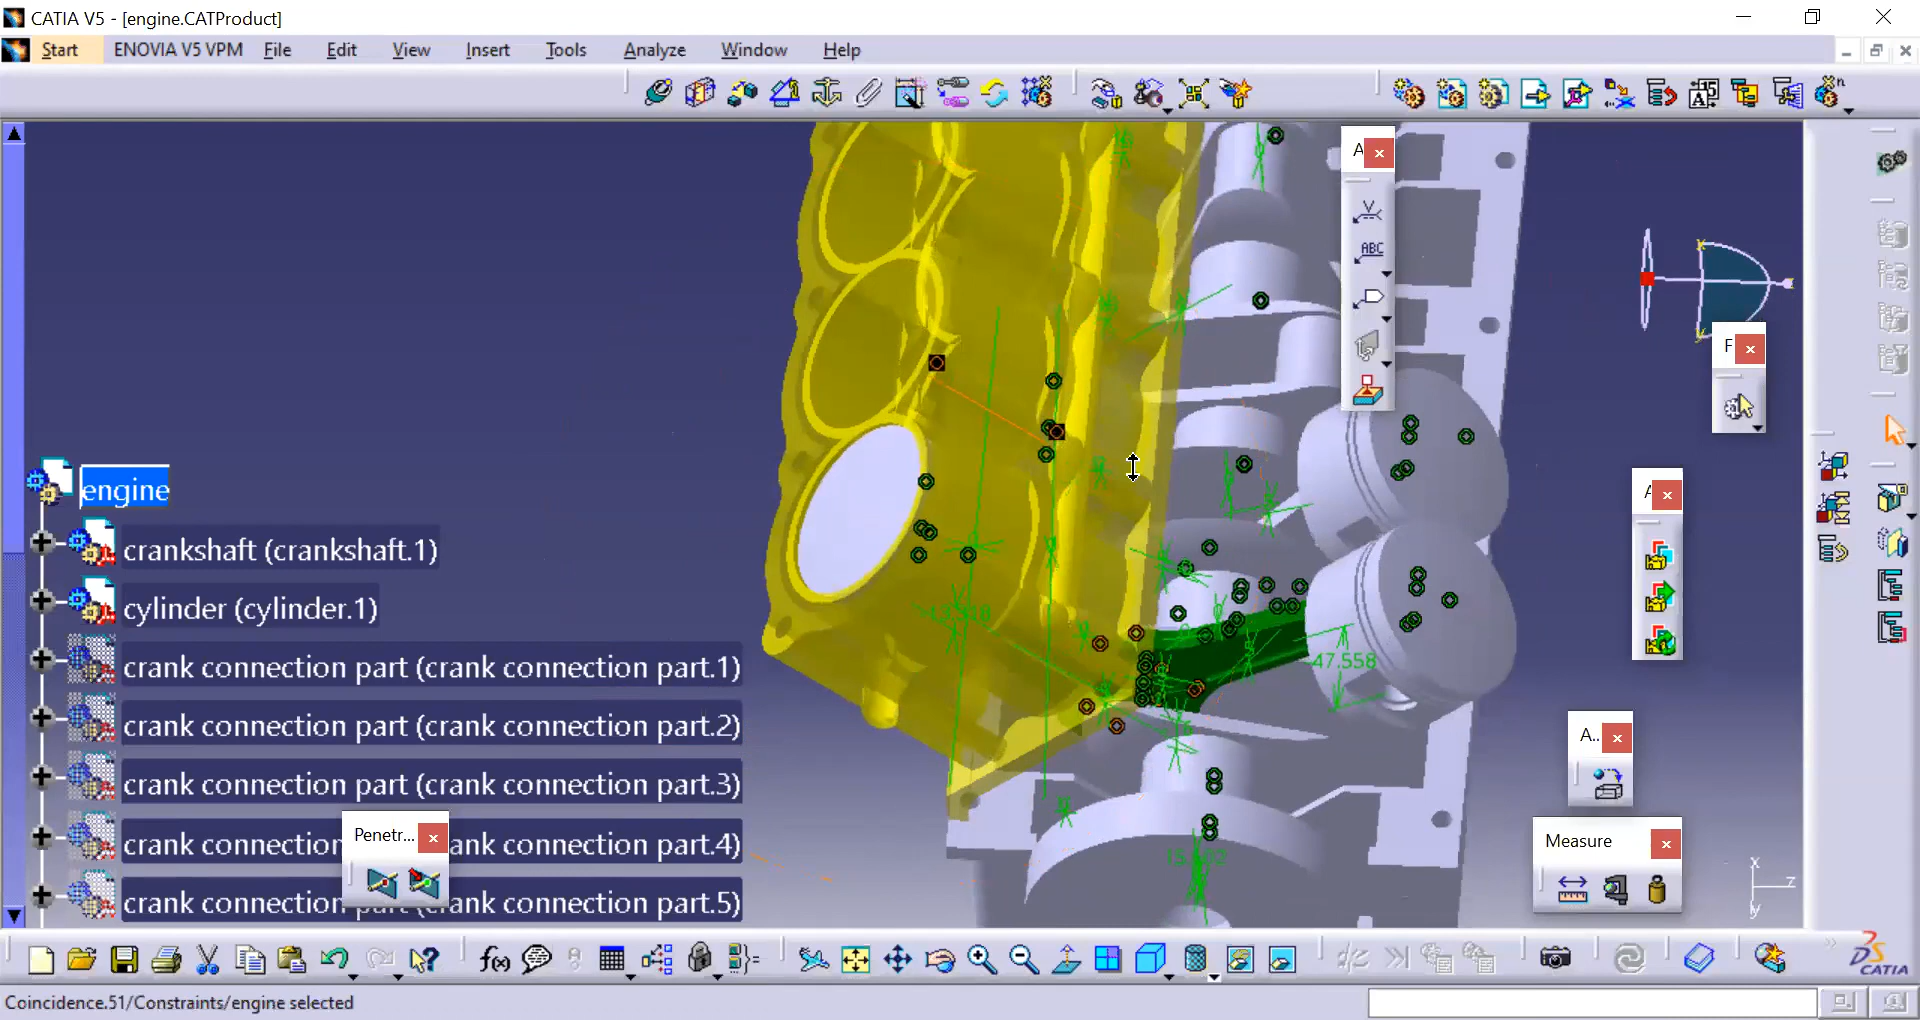 CATIA V5 - [engine.CATProduct]
Start ENOVIA V5 VPM File Edit View Insert Tools Analyze Window Help
A
ABC
F
engine
crankshaft (crankshaft.1)
cylinder (cylinder.1)
crank connection part (crank connection part.1)
crank connection part (crank connection part.2)
crank connection part (crank connection part.3)
crank connection ank connection part.4)
crank connection ank connection part.5)
Penetr...
47.558
A..
Measure
x
z
y
f(x)
CATIA
Coincidence.51/Constraints/engine selected